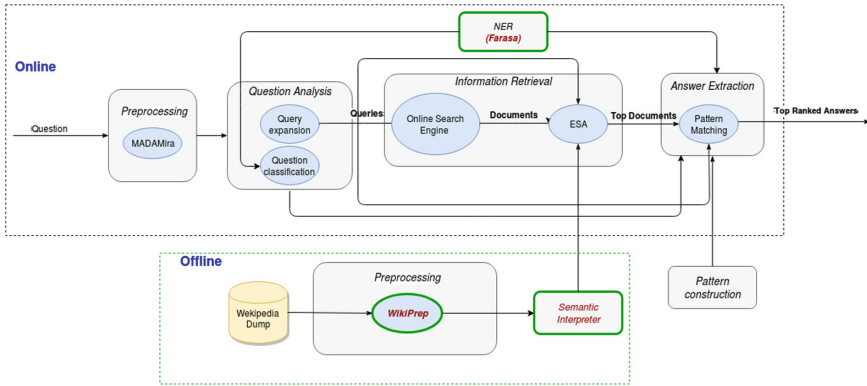 NER
(Farasa)
Online
Preprocessing
Question Analysis
Information Retrieval
Answer Extraction
Question
MADAMira
Query
expansion
Queries
Online Search
Engine
Documents
ESA
Top Documents
Pattern
Matching
Top Ranked Answers
Question
classification
Offline
Preprocessing
Wekipedia
Dump
WikiPrep
Semantic
Interpreter
Pattern
construction